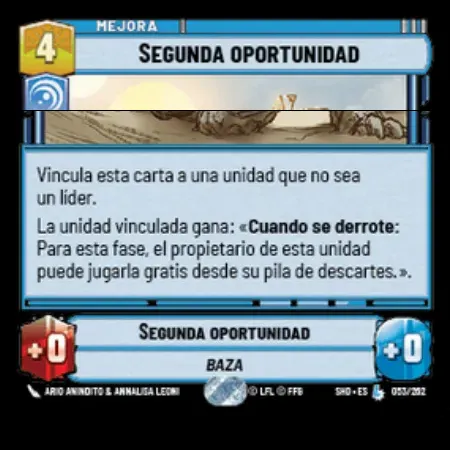 MEJORA
4
SEGUNDA OPORTUNIDAD
Vincula esta carta a una unidad que no sea
un líder.
La unidad vinculada gana: «Cuando se derrote:
Para esta fase, el propietario de esta unidad
puede jugarla gratis desde su pila de descartes.».
+0
SEGUNDA OPORTUNIDAD
+0
BAZA
ARIO ANINDITO & ANNALISA LEONI
© LFL © FFG
SHD • ES
053/262